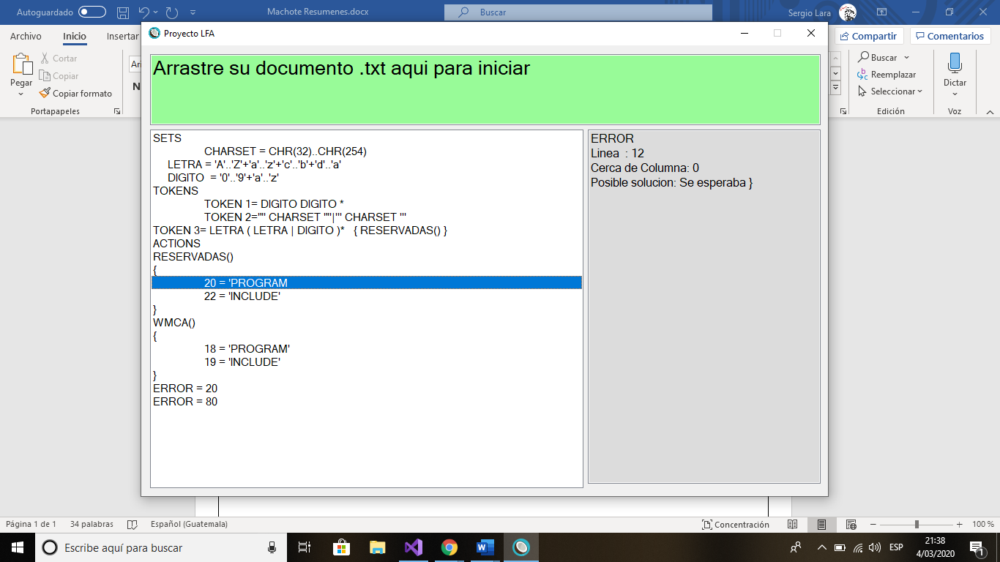 Autoguardado
Machote Resumenes.docx
Buscar
Sergio Lara
Archivo
Inicio
Insertar
Compartir
Comentarios
Pegar
Cortar
Copiar
Copiar formato
Portapapeles
Ari
N
Buscar
Reemplazar
Seleccionar
Edición
Dictar
Voz
Proyecto LFA
Arrastre su documento .txt aqui para iniciar
SETS
CHARSET = CHR(32)..CHR(254)
LETRA = 'A'..'Z'+'a'..'z'+'c'..'b'+'d'..'a'
DIGITO  = '0'..'9'+'a'..'z'
TOKENS
TOKEN 1= DIGITO DIGITO *
TOKEN 2='"' CHARSET '"'|''' CHARSET '''
TOKEN 3= LETRA ( LETRA | DIGITO )*   { RESERVADAS() }
ACTIONS
RESERVADAS()
{
20 = 'PROGRAM
22 = 'INCLUDE'
}
WMCA()
{
18 = 'PROGRAM'
19 = 'INCLUDE'
}
ERROR = 20
ERROR = 80
ERROR
Linea  : 12
Cerca de Columna: 0
Posible solucion: Se esperaba }
Página 1 de 1
34 palabras
Español (Guatemala)
Concentración
100 %
Escribe aquí para buscar
ESP
21:38
4/03/2020
1